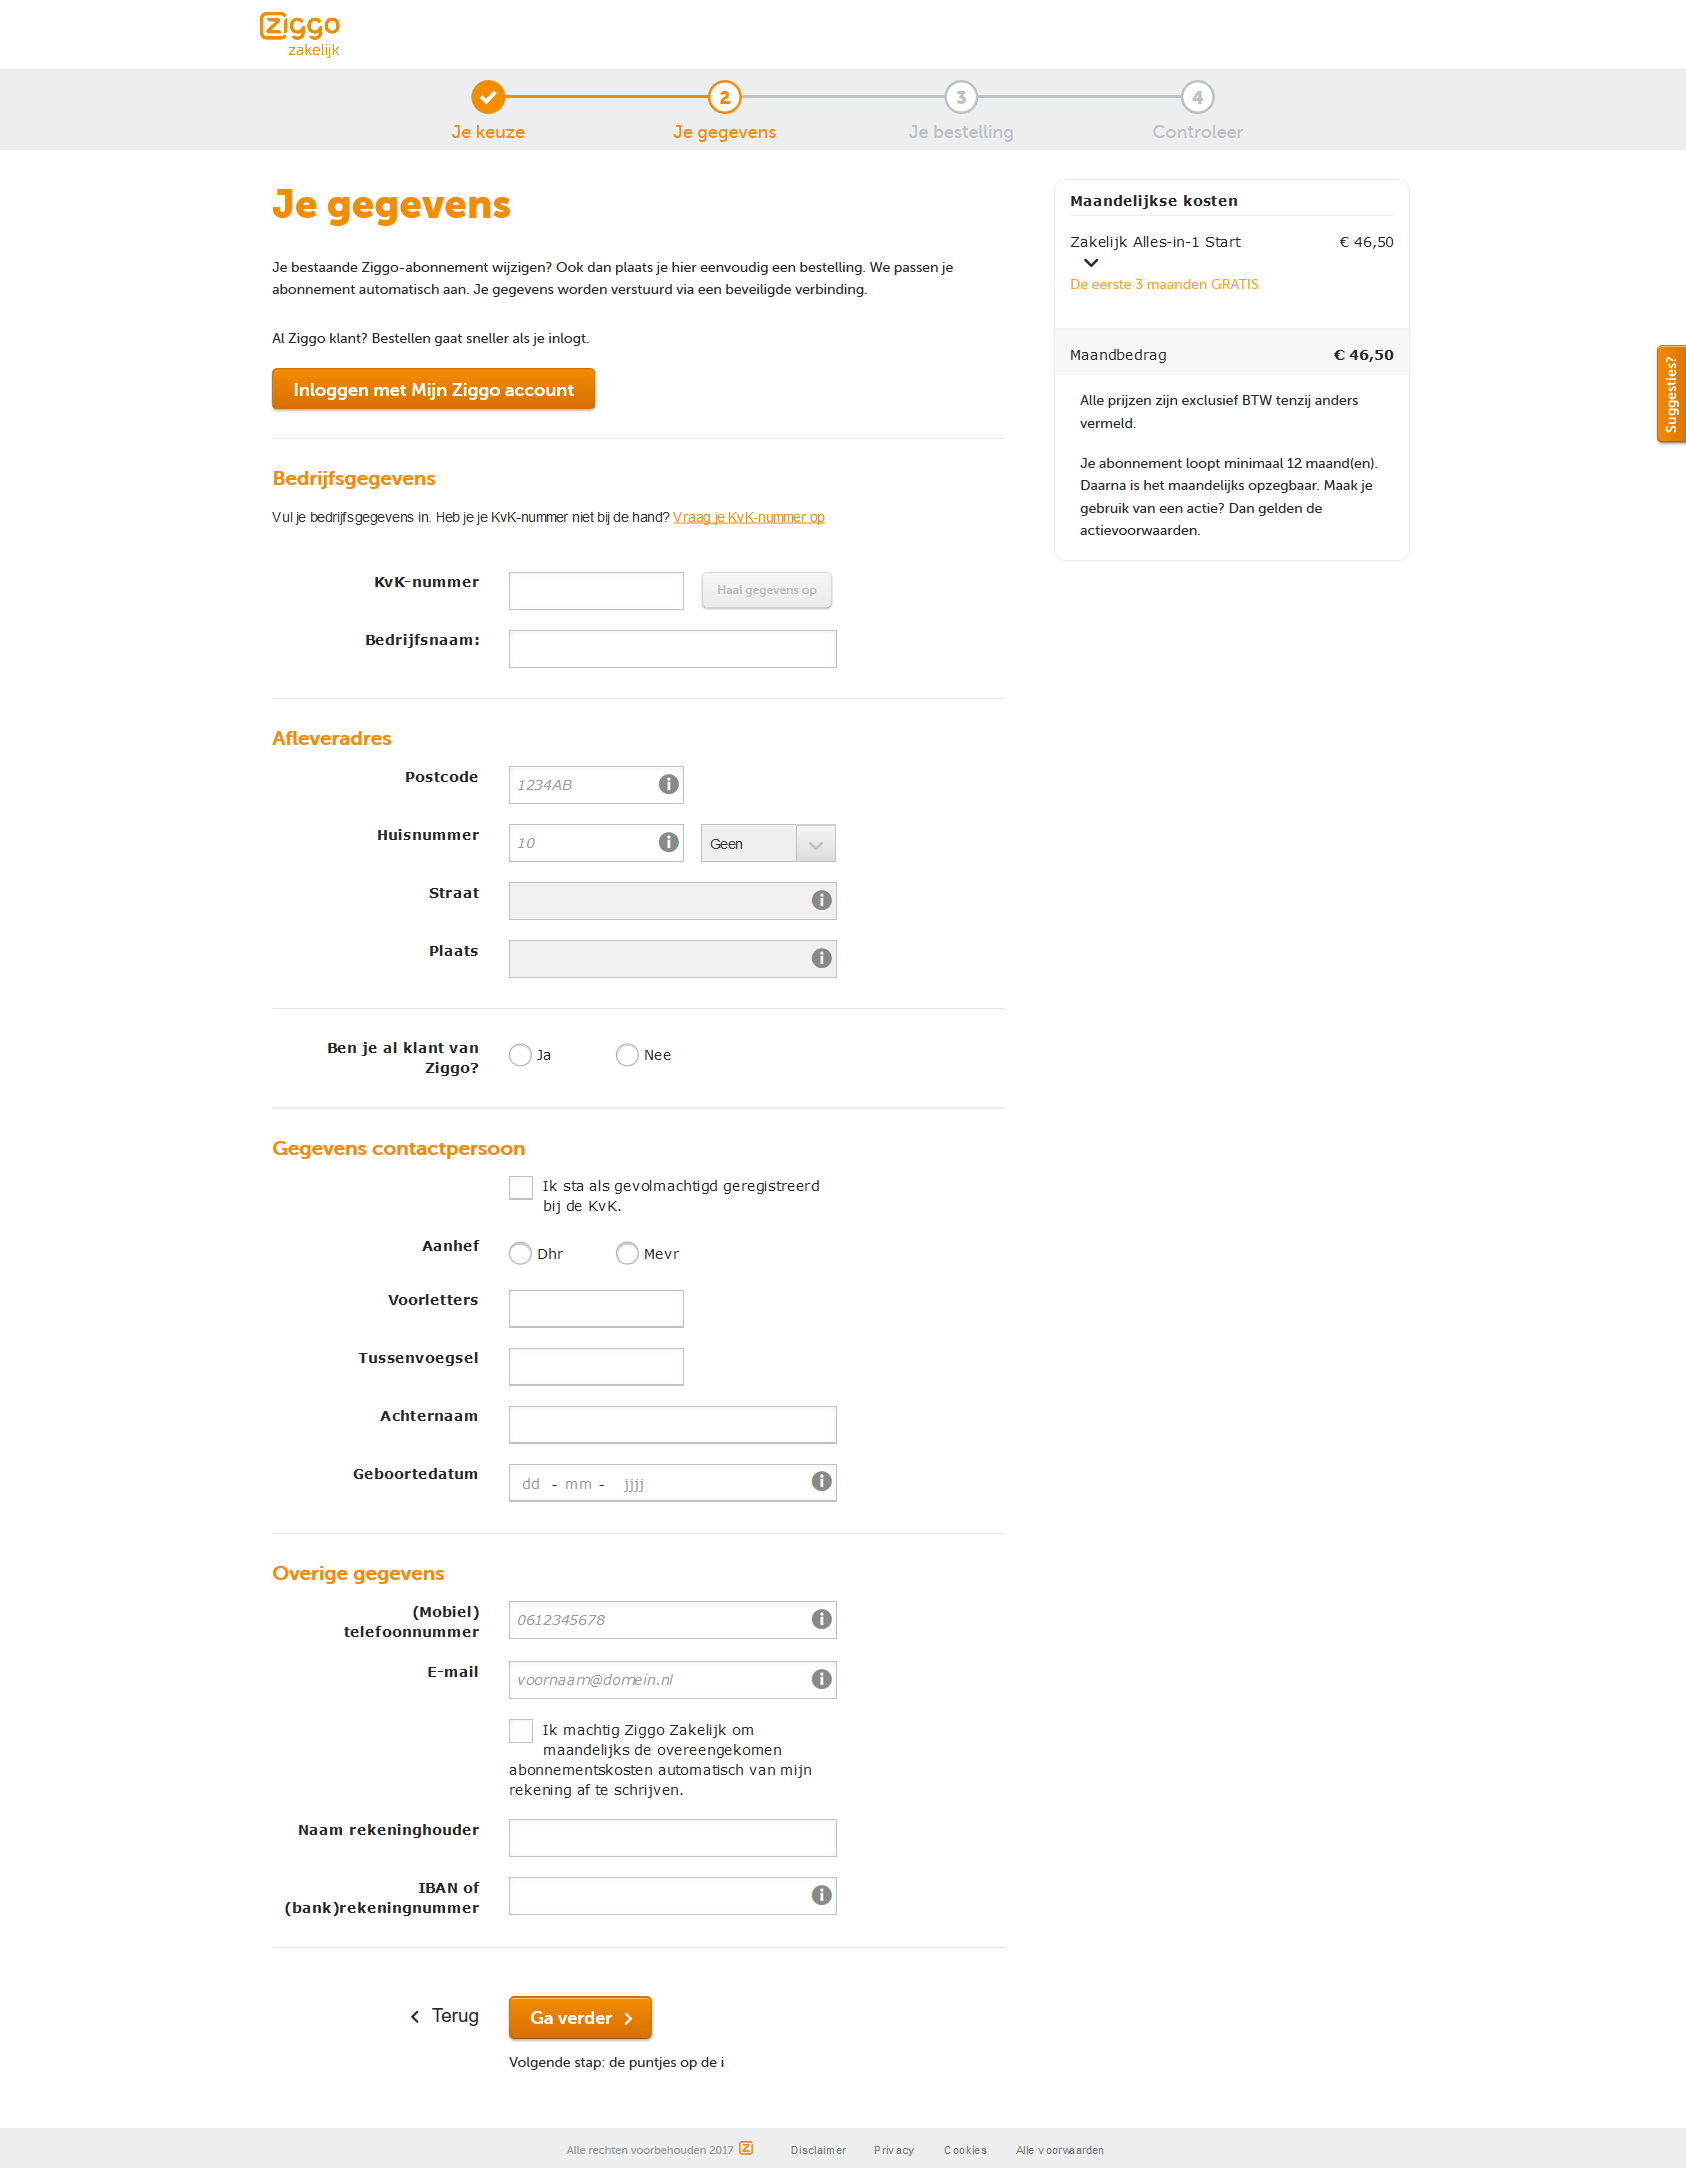 Ziggo
zakelijk
2
3
4
Je keuze
Je gegevens
Je bestelling
Controleer
Je gegevens
Je bestaande Ziggo-abonnement wijzigen? Ook dan plaats je hier eenvoudig een bestelling. We passen je
abonnement automatisch aan. Je gegevens worden verstuurd via een beveiligde verbinding.
Al Ziggo klant? Bestellen gaat sneller als je inlogt.
Inloggen met Mijn Ziggo account
Bedrijfsgegevens
Vul je bedrijfsgegevens in. Heb je je KvK-nummer niet bij de hand? Vraag je KvK-nummer op
KvK-nummer
Haal gegevens op
Bedrijfsnaam:
Afleveradres
Postcode
1234AB
Huisnummer
10
Geen
Straat
Plaats
Ben je al klant van
Ziggo?
Ja
Nee
Gegevens contactpersoon
Ik sta als gevolmachtigd geregistreerd
bij de KvK.
Aanhef
Dhr
Mevr
Voorletters
Tussenvoegsel
Achternaam
Geboortedatum
dd - mm - jjjj
Overige gegevens
(Mobiel)
telefoonnummer
0612345678
E-mail
voornaam@domein.nl
Ik machtig Ziggo Zakelijk om
maandelijks de overeengekomen
abonnementskosten automatisch van mijn
rekening af te schrijven.
Naam rekeninghouder
IBAN of
(bank)rekeningnummer
Terug
Ga verder
Volgende stap: de puntjes op de i
Maandelijkse kosten
Zakelijk Alles-in-1 Start € 46,50
De eerste 3 maanden GRATIS
Maandbedrag € 46,50
Alle prijzen zijn exclusief BTW tenzij anders
vermeld.
Je abonnement loopt minimaal 12 maand(en).
Daarna is het maandelijks opzegbaar. Maak je
gebruik van een actie? Dan gelden de
actievoorwaarden.
Suggesties?
Alle rechten voorbehouden 2017
Disclaimer
Privacy
Cookies
Alle voorwaarden